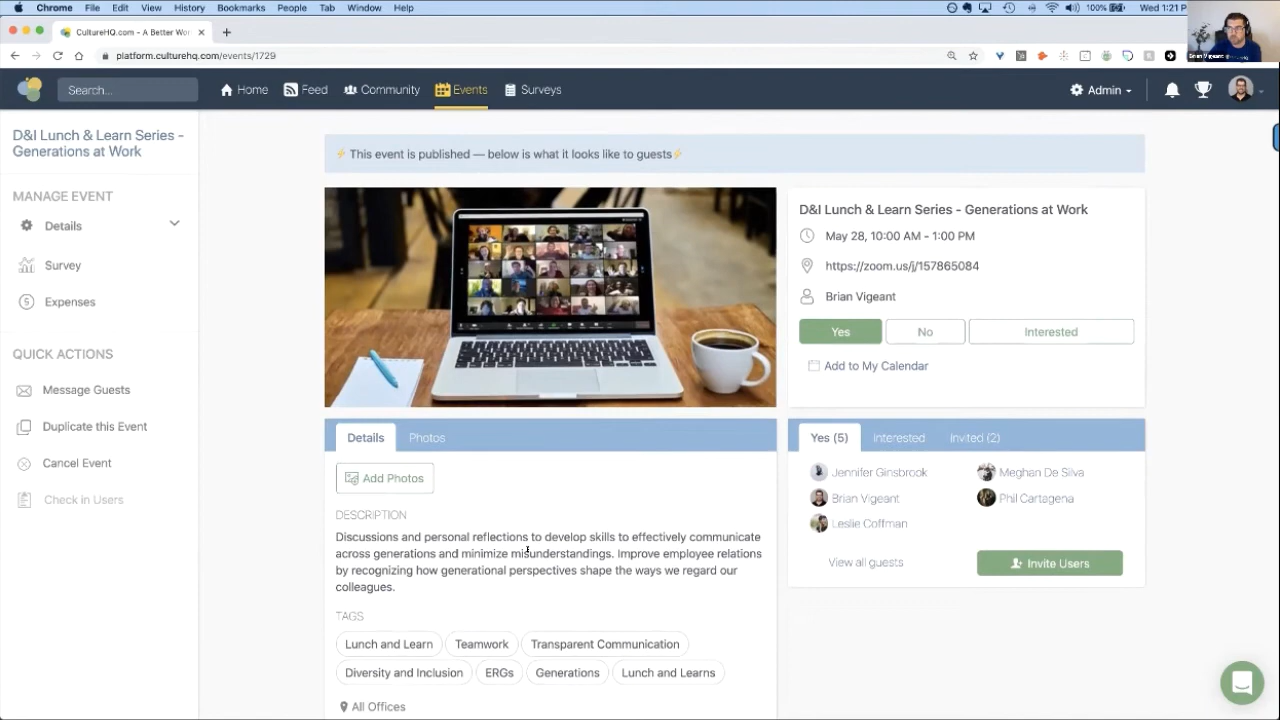 Chrome File Edit View History Bookmarks People Tab Window Help
100% Wed 1:21 P
CultureHQ.com - A Better Wor
platform.culturehq.com/events/1729
Brian Vigeant
Search... Home Feed Community Events Surveys Admin
D&I Lunch & Learn Series -
Generations at Work
MANAGE EVENT
Details
Survey
Expenses
QUICK ACTIONS
Message Guests
Duplicate this Event
Cancel Event
Check in Users
⚡ This event is published — below is what it looks like to guests⚡
D&I Lunch & Learn Series - Generations at Work
May 28, 10:00 AM - 1:00 PM
https://zoom.us/j/157865084
Brian Vigeant
Yes No Interested
Add to My Calendar
Details Photos
Add Photos
DESCRIPTION
Discussions and personal reflections to develop skills to effectively communicate
across generations and minimize misunderstandings. Improve employee relations
by recognizing how generational perspectives shape the ways we regard our
colleagues.
TAGS
Lunch and Learn Teamwork Transparent Communication
Diversity and Inclusion ERGs Generations Lunch and Learns
All Offices
Yes (5) Interested Invited (2)
Jennifer Ginsbrook Meghan De Silva
Brian Vigeant Phil Cartagena
Leslie Coffman
View all guests Invite Users